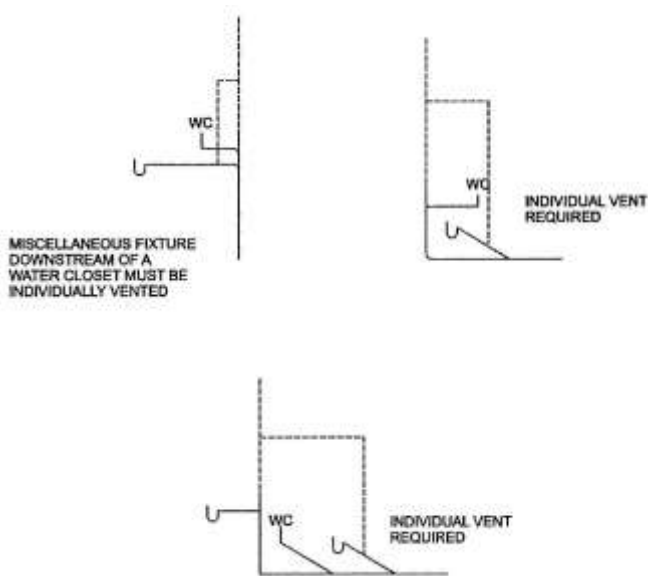 WC
WC
INDIVIDUAL VENT
REQUIRED
MISCELLANEOUS FIXTURE
DOWNSTREAM OF A
WATER CLOSET MUST BE
INDIVIDUALLY VENTED
WC
INDIVIDUAL VENT
REQUIRED